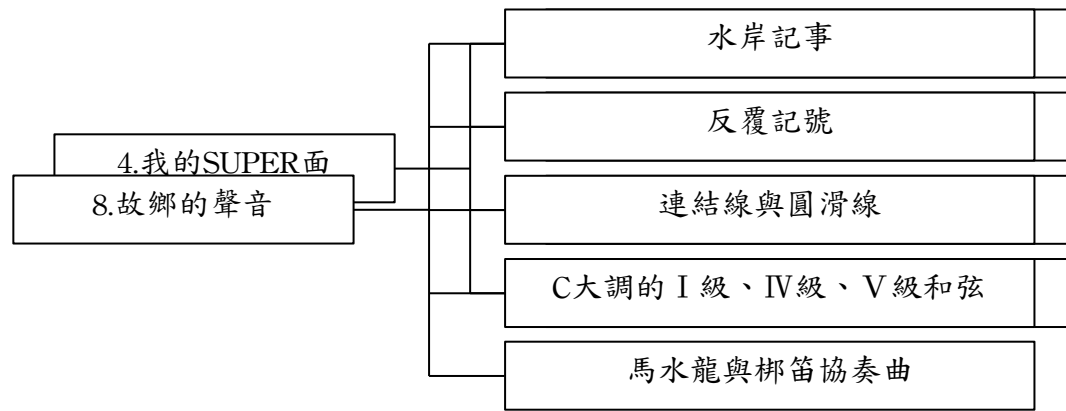 4.我的SUPER面
8.故鄉的聲音
水岸記事
反覆記號
連結線與圓滑線
C大調的Ⅰ級、Ⅳ級、Ⅴ級和弦
馬水龍與梆笛協奏曲